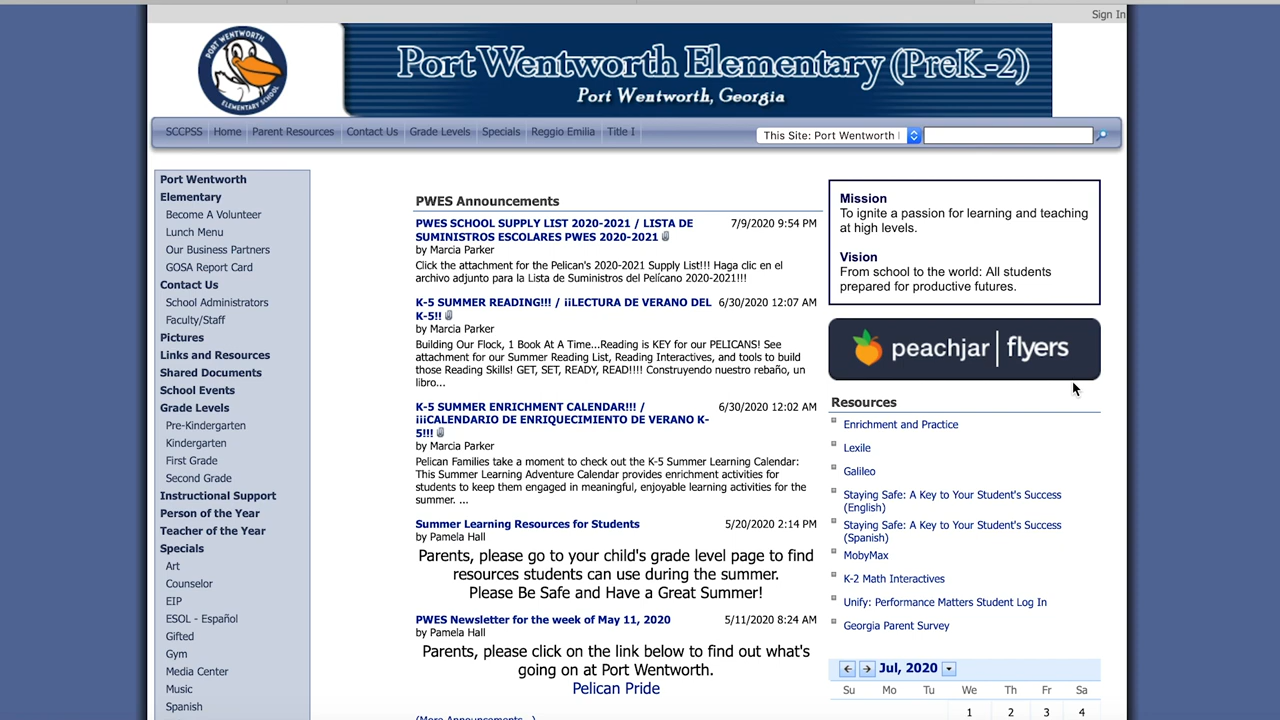 Sign In
PORT WENTWORTH
ELEMENTARY SCHOOL
Port Wentworth Elementary (PreK-2)
Port Wentworth, Georgia
SCCPSS Home Parent Resources Contact Us Grade Levels Specials Reggio Emilia Title I
This Site: Port Wentworth
Port Wentworth
Elementary
Become A Volunteer
Lunch Menu
Our Business Partners
GOSA Report Card
Contact Us
School Administrators
Faculty/Staff
Pictures
Links and Resources
Shared Documents
School Events
Grade Levels
Pre-Kindergarten
Kindergarten
First Grade
Second Grade
Instructional Support
Person of the Year
Teacher of the Year
Specials
Art
Counselor
EIP
ESOL - Español
Gifted
Gym
Media Center
Music
Spanish
PWES Announcements
PWES SCHOOL SUPPLY LIST 2020-2021 / LISTA DE 7/9/2020 9:54 PM
SUMINISTROS ESCOLARES PWES 2020-2021
by Marcia Parker
Click the attachment for the Pelican's 2020-2021 Supply List!!! Haga clic en el
archivo adjunto para la Lista de Suministros del Pelícano 2020-2021!!!
K-5 SUMMER READING!!! / ¡¡LECTURA DE VERANO DEL 6/30/2020 12:07 AM
K-5!!
by Marcia Parker
Building Our Flock, 1 Book At A Time...Reading is KEY for our PELICANS! See
attachment for our Summer Reading List, Reading Interactives, and tools to build
those Reading Skills! GET, SET, READY, READ!!!! Construyendo nuestro rebaño, un
libro...
K-5 SUMMER ENRICHMENT CALENDAR!!! / 6/30/2020 12:02 AM
¡¡¡CALENDARIO DE ENRIQUECIMIENTO DE VERANO K-
5!!!
by Marcia Parker
Pelican Families take a moment to check out the K-5 Summer Learning Calendar:
This Summer Learning Adventure Calendar provides enrichment activities for
students to keep them engaged in meaningful, enjoyable learning activities for the
summer. ...
Summer Learning Resources for Students 5/20/2020 2:14 PM
by Pamela Hall
Parents, please go to your child's grade level page to find
resources students can use during the summer.
Please Be Safe and Have a Great Summer!
PWES Newsletter for the week of May 11, 2020 5/11/2020 8:24 AM
by Pamela Hall
Parents, please click on the link below to find out what's
going on at Port Wentworth.
Pelican Pride
(More Announcements...)
Mission
To ignite a passion for learning and teaching
at high levels.
Vision
From school to the world: All students
prepared for productive futures.
peachjar | flyers
Resources
Enrichment and Practice
Lexile
Galileo
Staying Safe: A Key to Your Student's Success
(English)
Staying Safe: A Key to Your Student's Success
(Spanish)
MobyMax
K-2 Math Interactives
Unify: Performance Matters Student Log In
Georgia Parent Survey
Jul, 2020
Su Mo Tu We Th Fr Sa
1 2 3 4